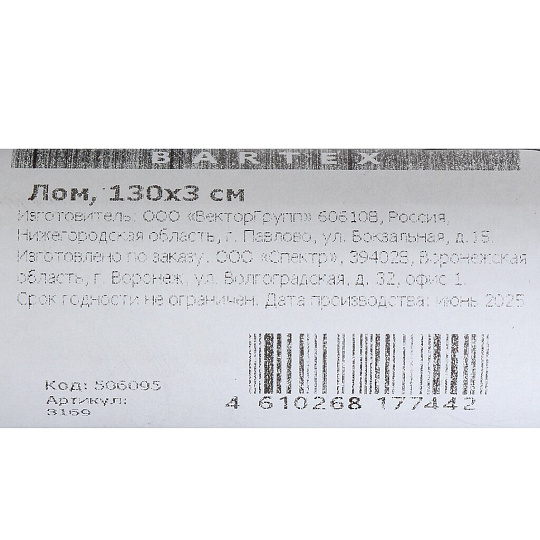 BARTEX
Лом, 130х3 см
Изготовитель: ООО «ВекторГрупп» 606108, Россия,
Нижегородская область, г. Павлово, ул. Вокзальная, д.15.
Изготовлено по заказу: ООО «Спектр», 394028, Воронежская
область, г. Воронеж, ул. Волгоградская, д. 32, офис 1.
Срок годности не ограничен. Дата производства: июнь 2025
Код: 506095
Артикул:
3169
4 610268 177442